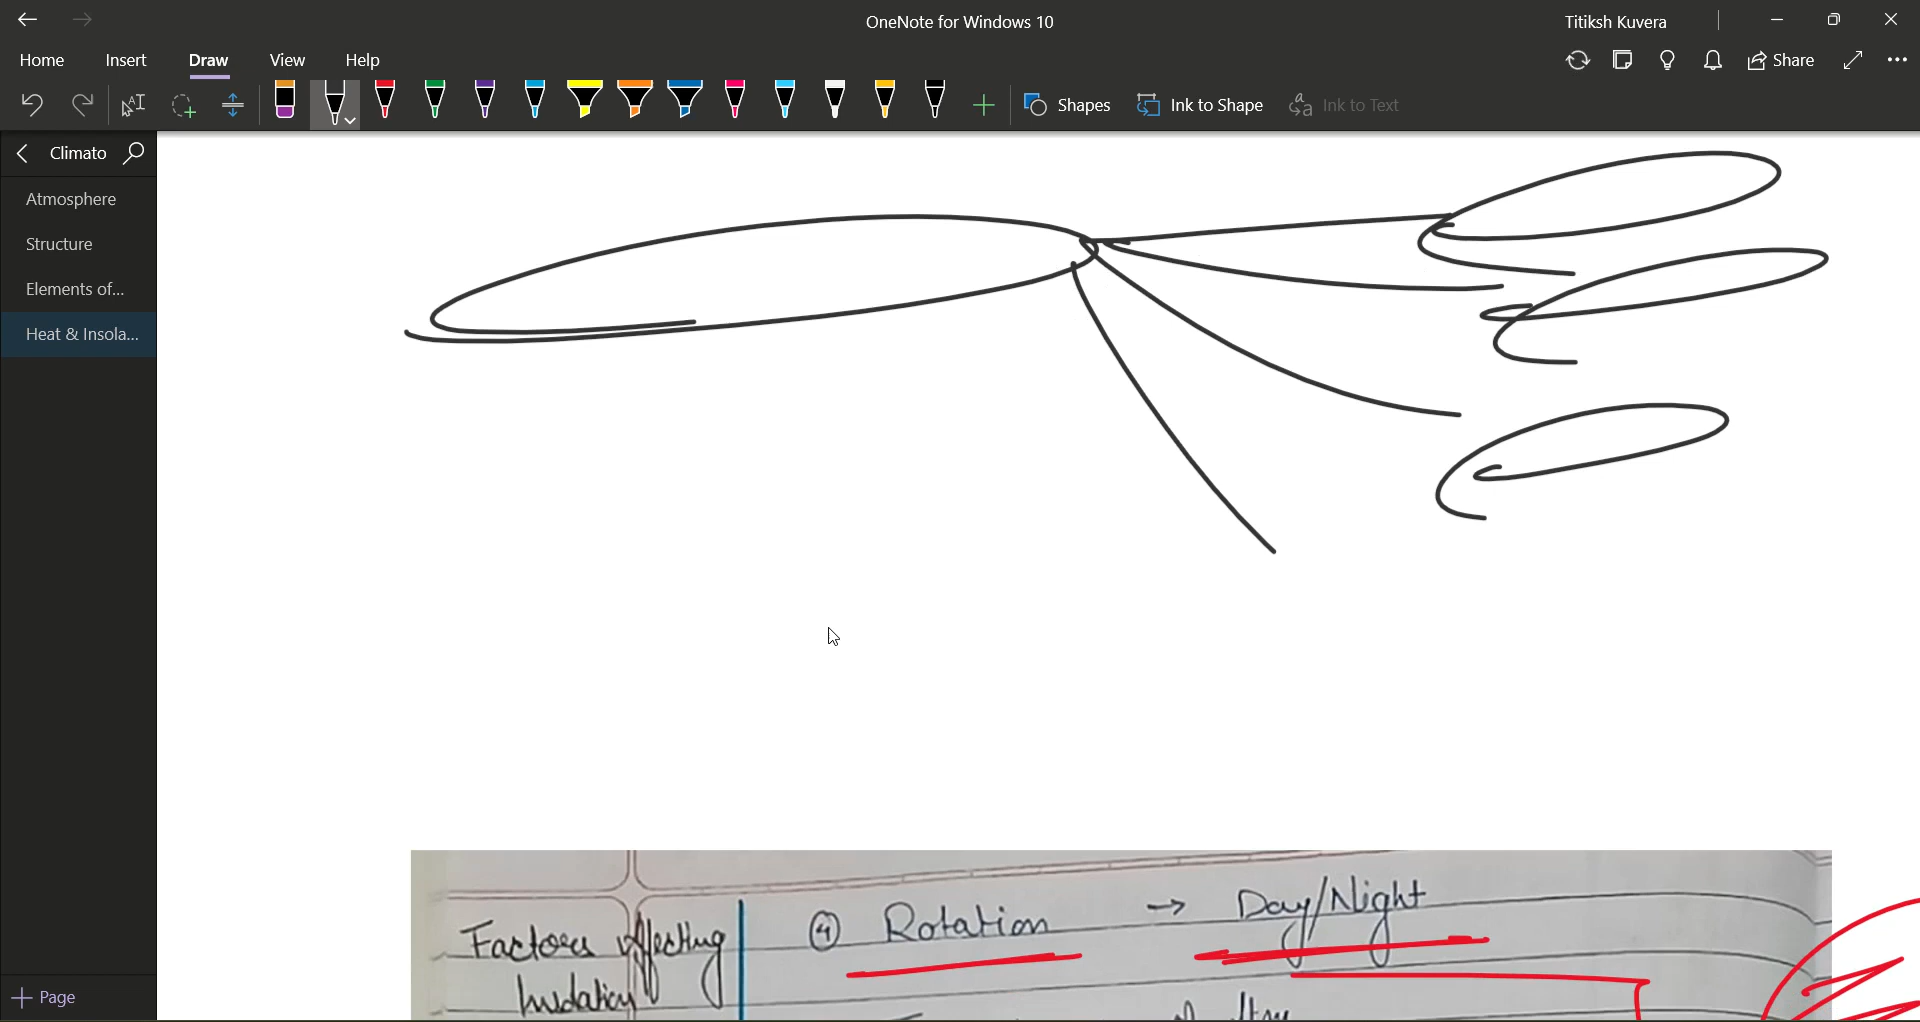 OneNote for Windows 10
Titiksh Kuvera
Home Insert Draw View Help
Share
Shapes Ink to Shape Ink to Text
Climato
Atmosphere
Structure
Elements of...
Heat & Insola...
Page
④ Rotation → Day/Night
Factors affecting
Insolation